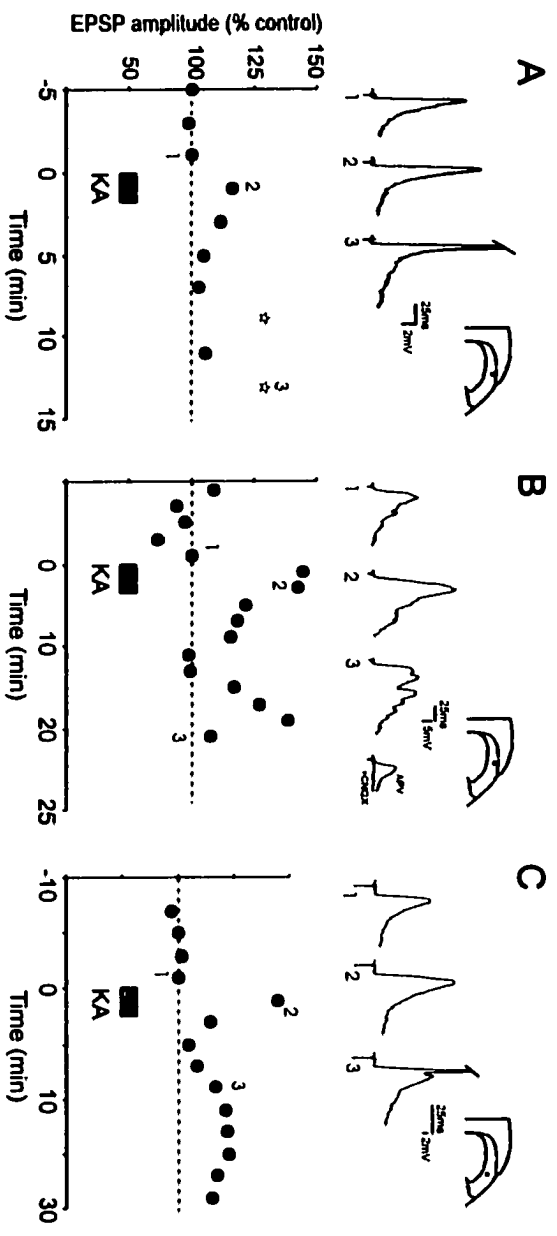 A
1 2 3
25ms
2mV
EPSP amplitude (% control)
150
125
100
50
1 2 3
KA
-5 0 5 10 15
Time (min)
B
1 2 3
25ms
5mV
APV
+CNQX
1 2 3
KA
0 10 20 25
Time (min)
C
1 2 3
25ms
2mV
1 2 3
KA
-10 0 10 30
Time (min)